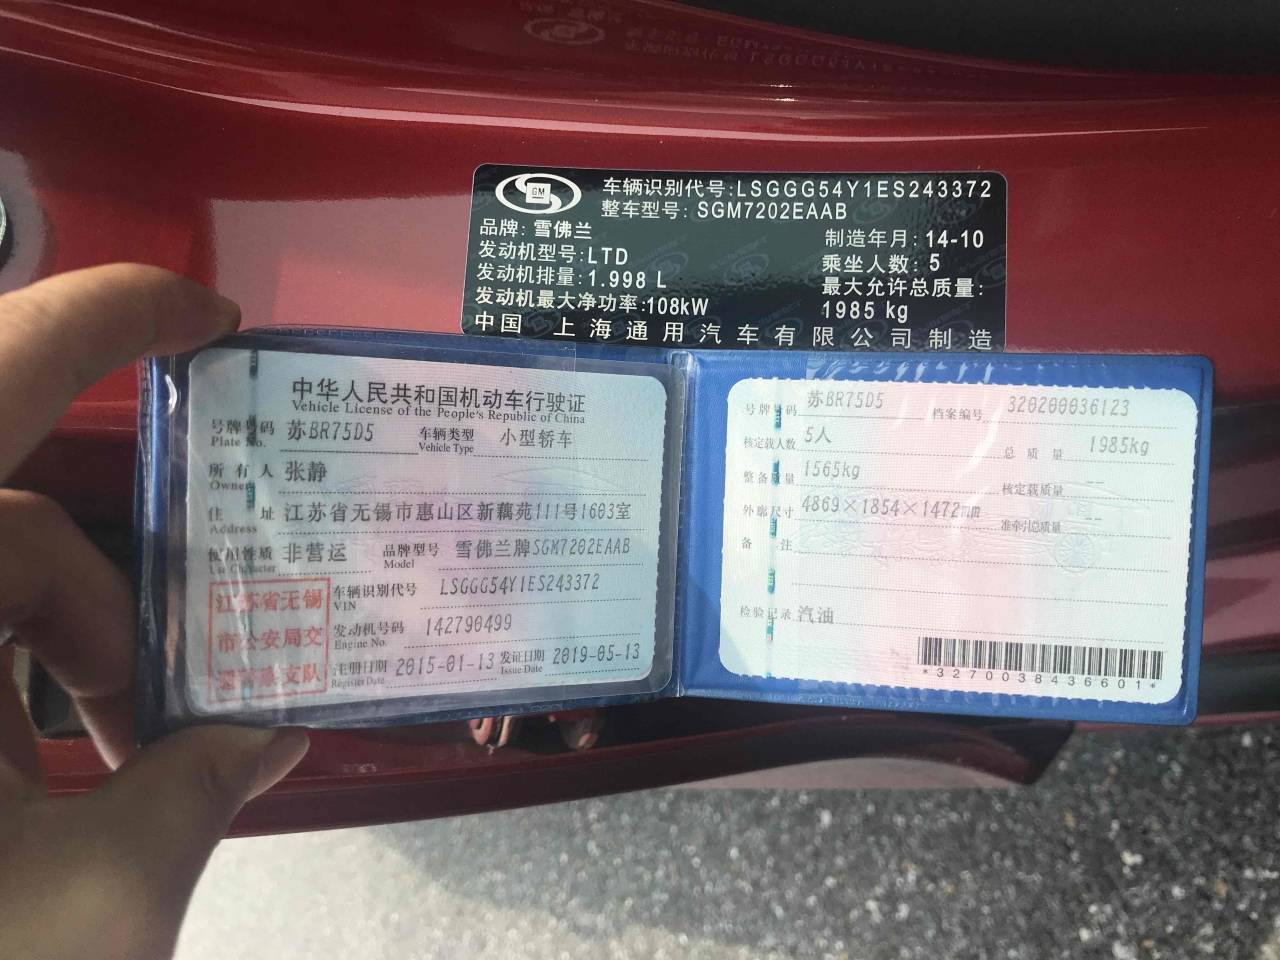 GM
车辆识别代号:LSGGG54Y1ES243372
整车型号: SGM7202EAAB
品牌: 雪佛兰
制造年月: 14-10
发动机型号:LTD
乘坐人数: 5
发动机排量:1.998 L
最大允许总质量:
发动机最大净功率:108kW
1985 kg
中国 上海通用汽车有限公司制造
中华人民共和国机动车行驶证
Vehicle License of the People's Republic of China
号牌号码 苏BR75D5 车辆类型 小型轿车
Plate No. Vehicle Type
所有人 张静
Owner
住址 江苏省无锡市惠山区新藕苑111号1603室
Address
使用性质 非营运 品牌型号 雪佛兰牌SGM7202EAAB
Use Character Model
江苏省无锡
市公安局交
通警察支队
车辆识别代号 LSGGG54Y1ES243372
VIN
发动机号码 142790499
Engine No.
注册日期 2015-01-13 发证日期 2019-05-13
Register Date Issue Date
号牌号码 苏BR75D5 档案编号 320200036123
核定载人数 5人 总质量 1985kg
整备质量 1565kg 核定载质量 --
外廓尺寸 4869×1854×1472mm 准牵引总质量 --
备注
检验记录 汽油
*3270038436601*